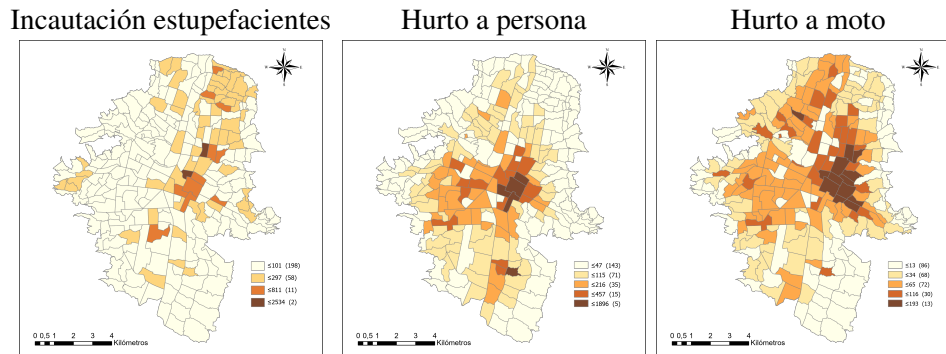 Incautación estupefacientes
N
W
E
S
≤101 (198)
≤297 (58)
≤811 (11)
≤2534 (2)
0 0,5 1 2 3 4
Kilómetros
Hurto a persona
N
W
E
S
≤47 (143)
≤115 (71)
≤216 (35)
≤457 (15)
≤1896 (5)
0 0,5 1 2 3 4
Kilómetros
Hurto a moto
N
W
E
S
≤13 (86)
≤34 (68)
≤65 (72)
≤116 (30)
≤193 (13)
0 0,5 1 2 3 4
Kilómetros